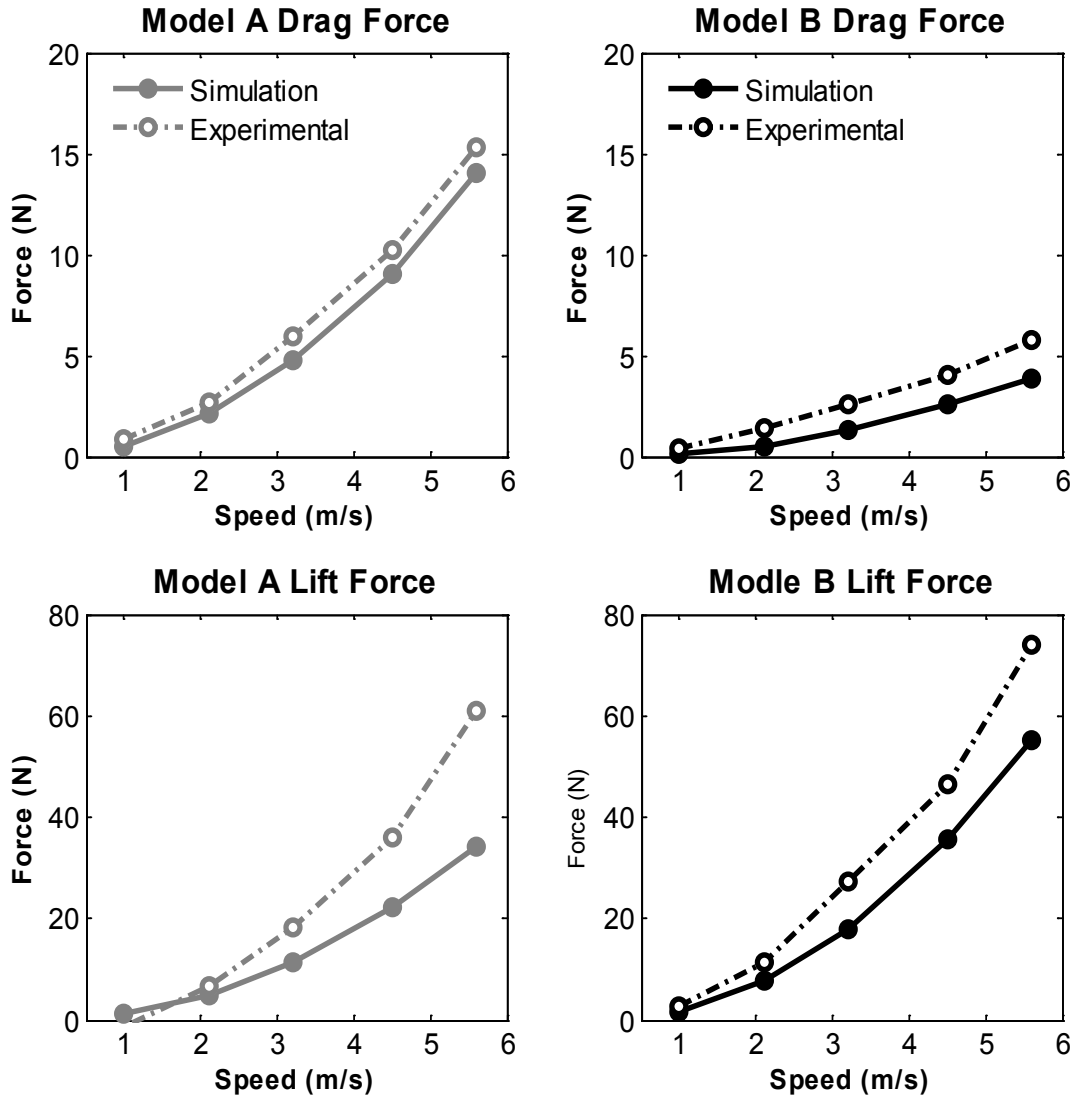 Model A Drag Force
20
15
10
5
0
Force (N)
Simulation
Experimental
1 2 3 4 5 6
Speed (m/s)
Model B Drag Force
20
15
10
5
0
Force (N)
Simulation
Experimental
1 2 3 4 5 6
Speed (m/s)
Model A Lift Force
80
60
40
20
0
Force (N)
1 2 3 4 5 6
Speed (m/s)
Modle B Lift Force
80
60
40
20
0
Force (N)
1 2 3 4 5 6
Speed (m/s)